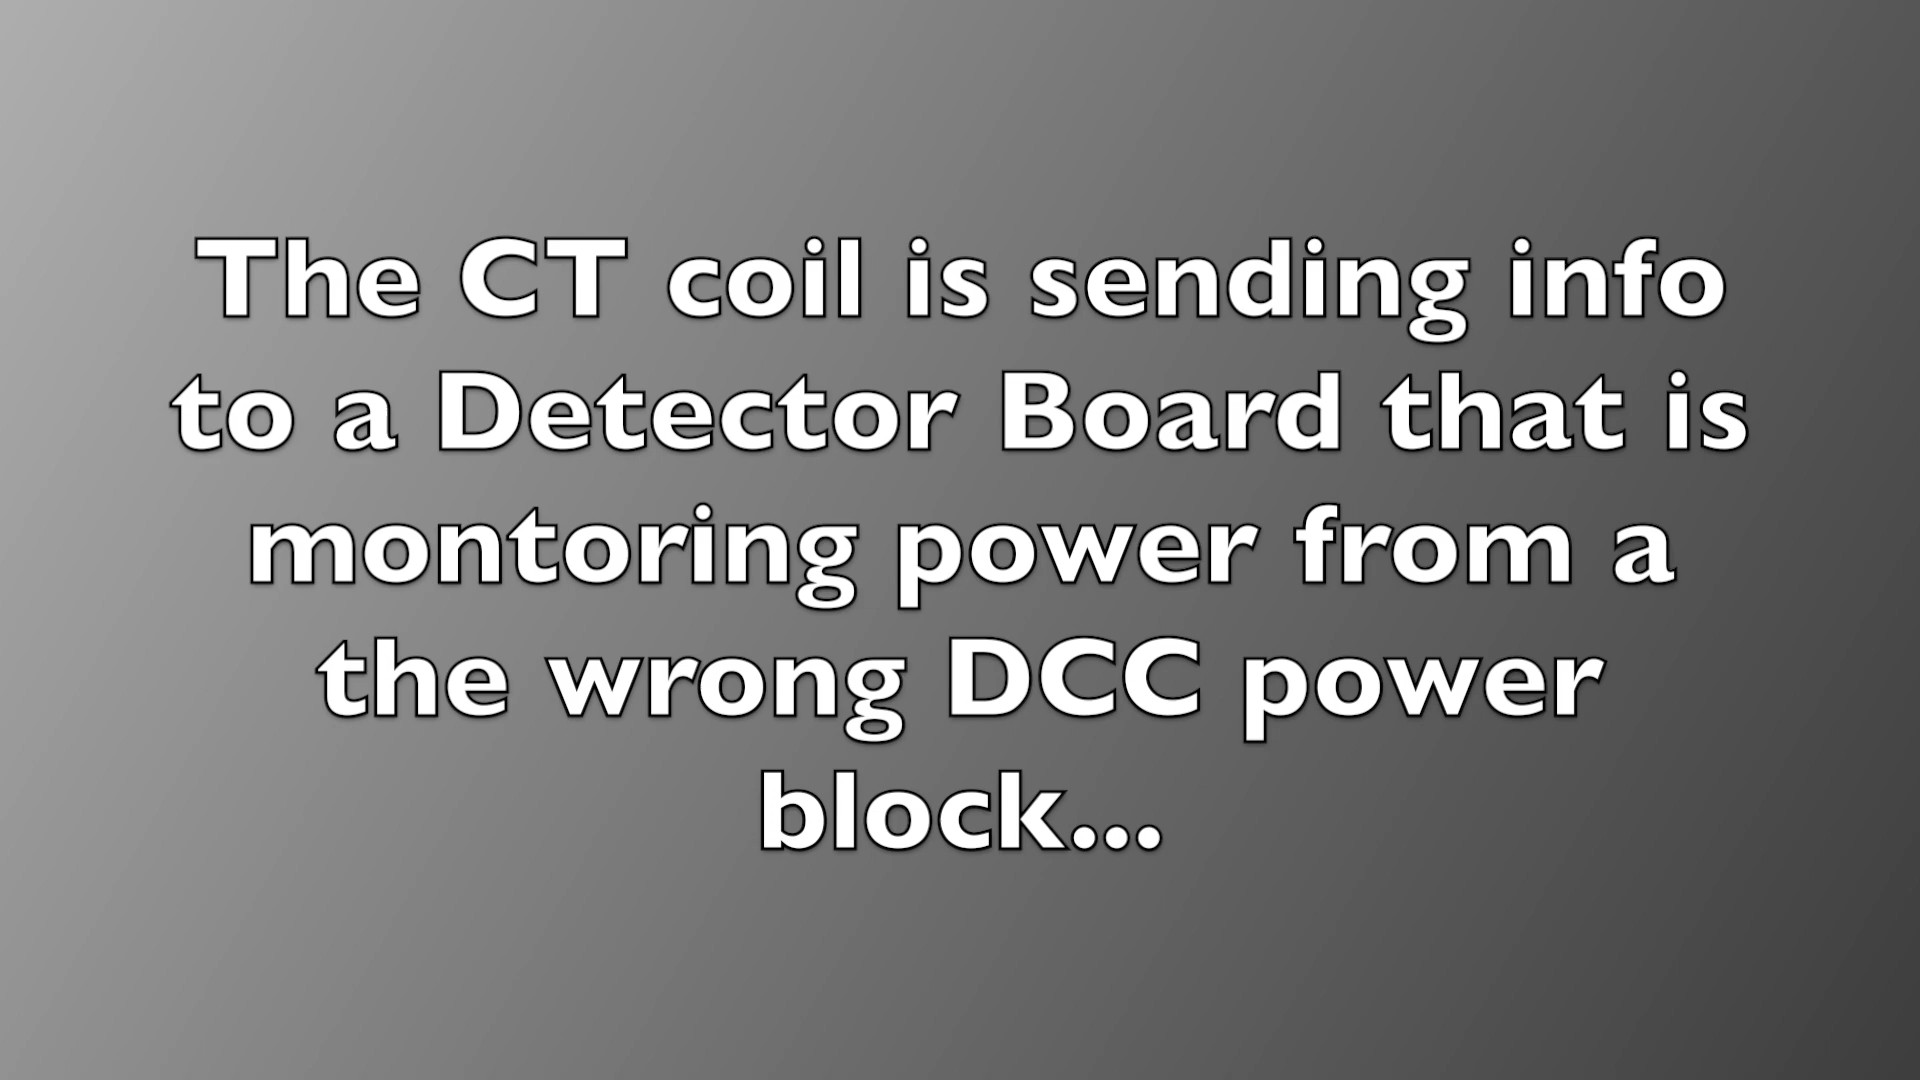 The CT coil is sending info
to a Detector Board that is
montoring power from a
the wrong DCC power
block...